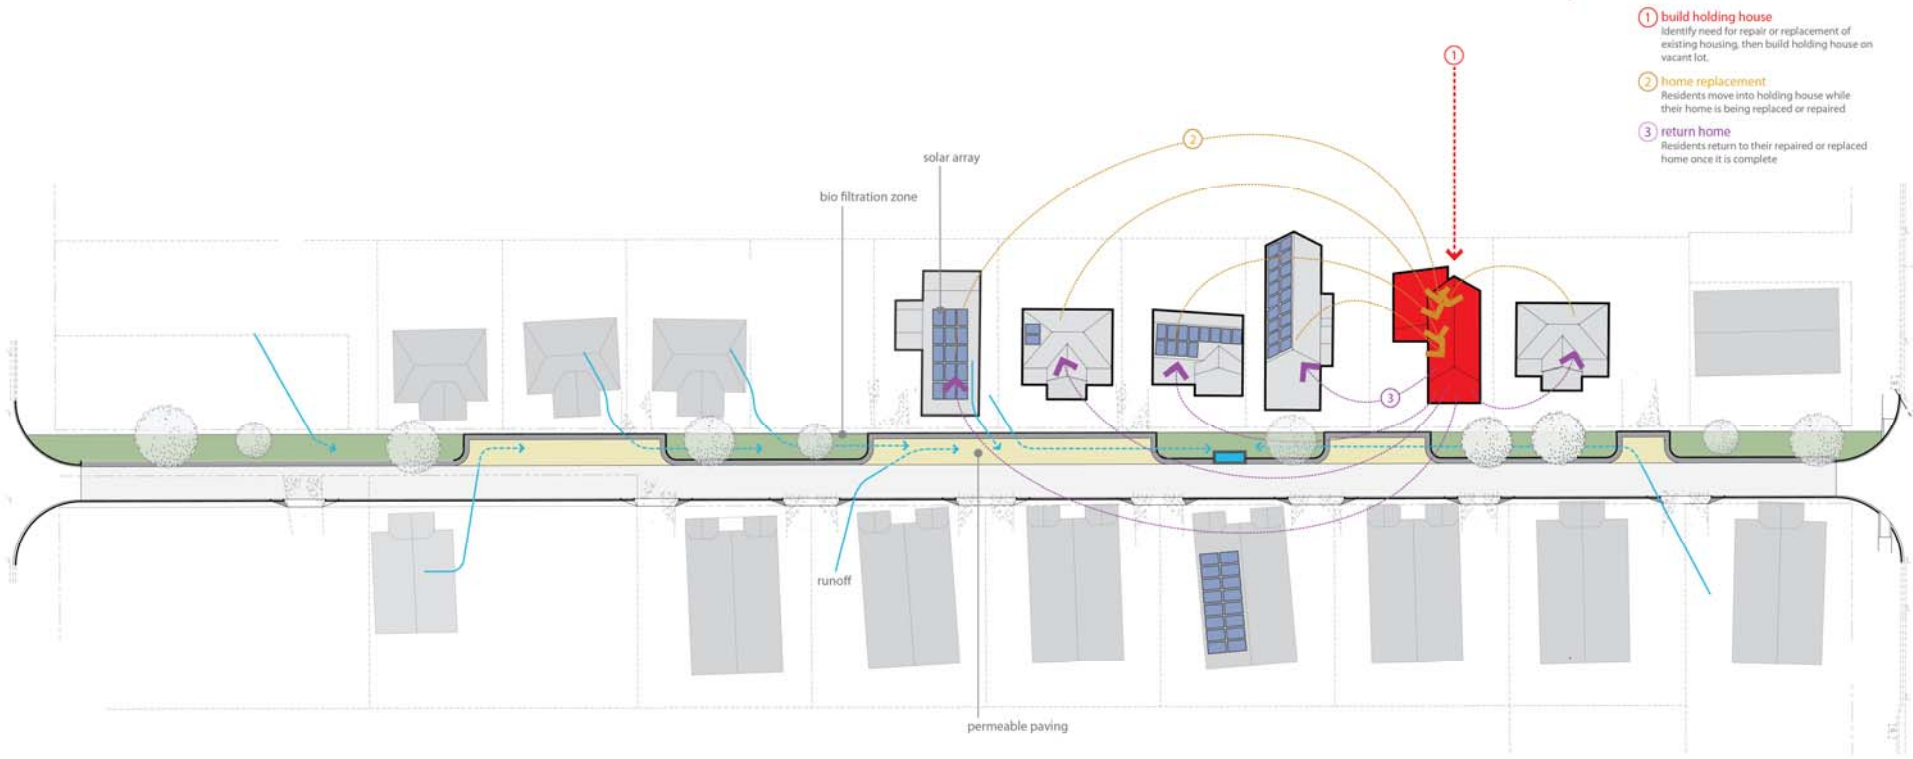 1 build holding house
Identify need for repair or replacement of
existing housing, then build holding house on
vacant lot.
2 home replacement
Residents move into holding house while
their home is being replaced or repaired
3 return home
Residents return to their repaired or replaced
home once it is complete
1
2
solar array
bio filtration zone
3
runoff
permeable paving